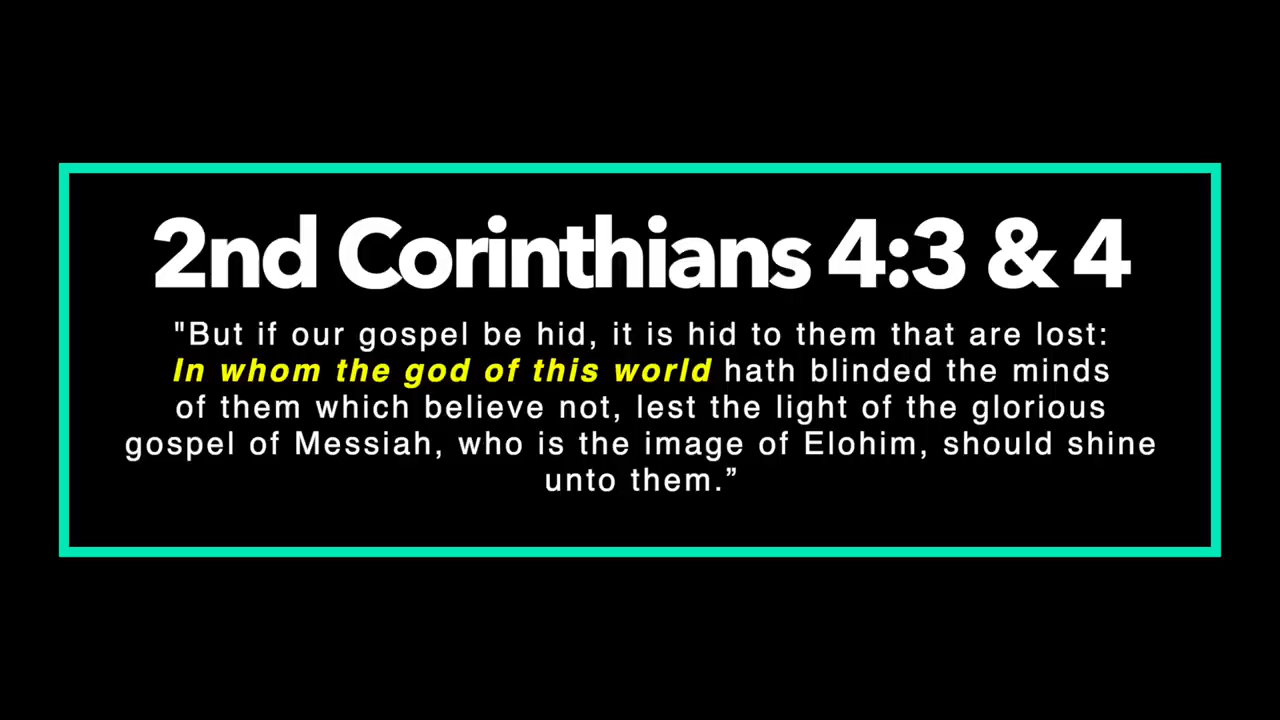 2nd Corinthians 4:3 & 4
"But if our gospel be hid, it is hid to them that are lost:
In whom the god of this world hath blinded the minds
of them which believe not, lest the light of the glorious
gospel of Messiah, who is the image of Elohim, should shine
unto them.”